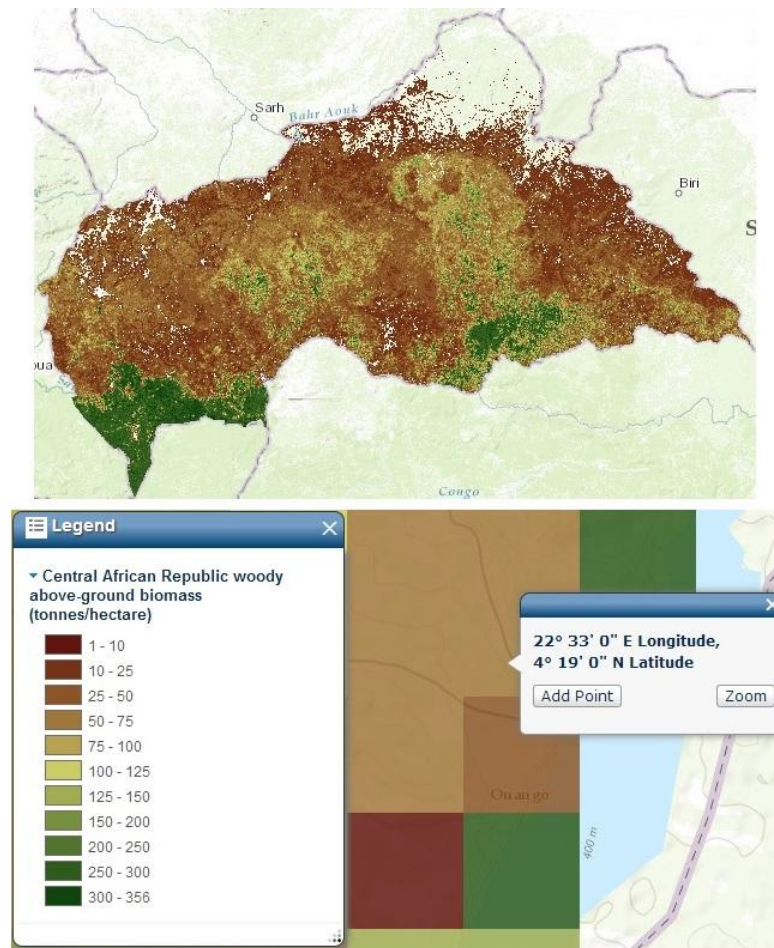 Sarh
Bahr Aouk
Biri
S
oua
Sa
Congo
Legend
Central African Republic woody
above-ground biomass
(tonnes/hectare)
1 - 10
10 - 25
25 - 50
50 - 75
75 - 100
100 - 125
125 - 150
150 - 200
200 - 250
250 - 300
300 - 356
22° 33' 0" E Longitude,
4° 19' 0" N Latitude
Add Point Zoom
Ouango
400 m